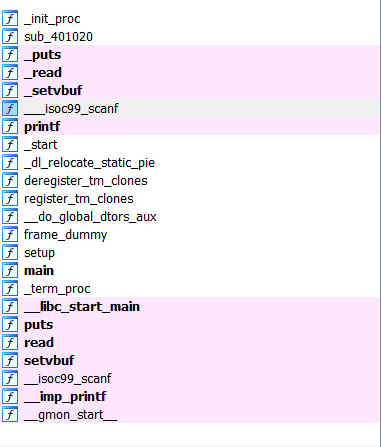 _init_proc
sub_401020
_puts
_read
_setvbuf
___isoc99_scanf
printf
_start
_dl_relocate_static_pie
deregister_tm_clones
register_tm_clones
__do_global_dtors_aux
frame_dummy
setup
main
_term_proc
__libc_start_main
puts
read
setvbuf
__isoc99_scanf
__imp_printf
__gmon_start__